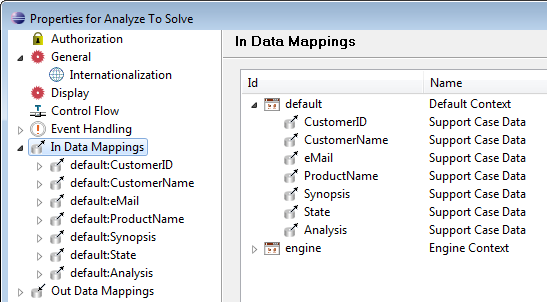 Properties for Analyze To Solve
Authorization
General
Internationalization
Display
Control Flow
Event Handling
In Data Mappings
default:CustomerID
default:CustomerName
default:eMail
default:ProductName
default:Synopsis
default:State
default:Analysis
Out Data Mappings
In Data Mappings
Id Name
default Default Context
CustomerID Support Case Data
CustomerName Support Case Data
eMail Support Case Data
ProductName Support Case Data
Synopsis Support Case Data
State Support Case Data
Analysis Support Case Data
engine Engine Context